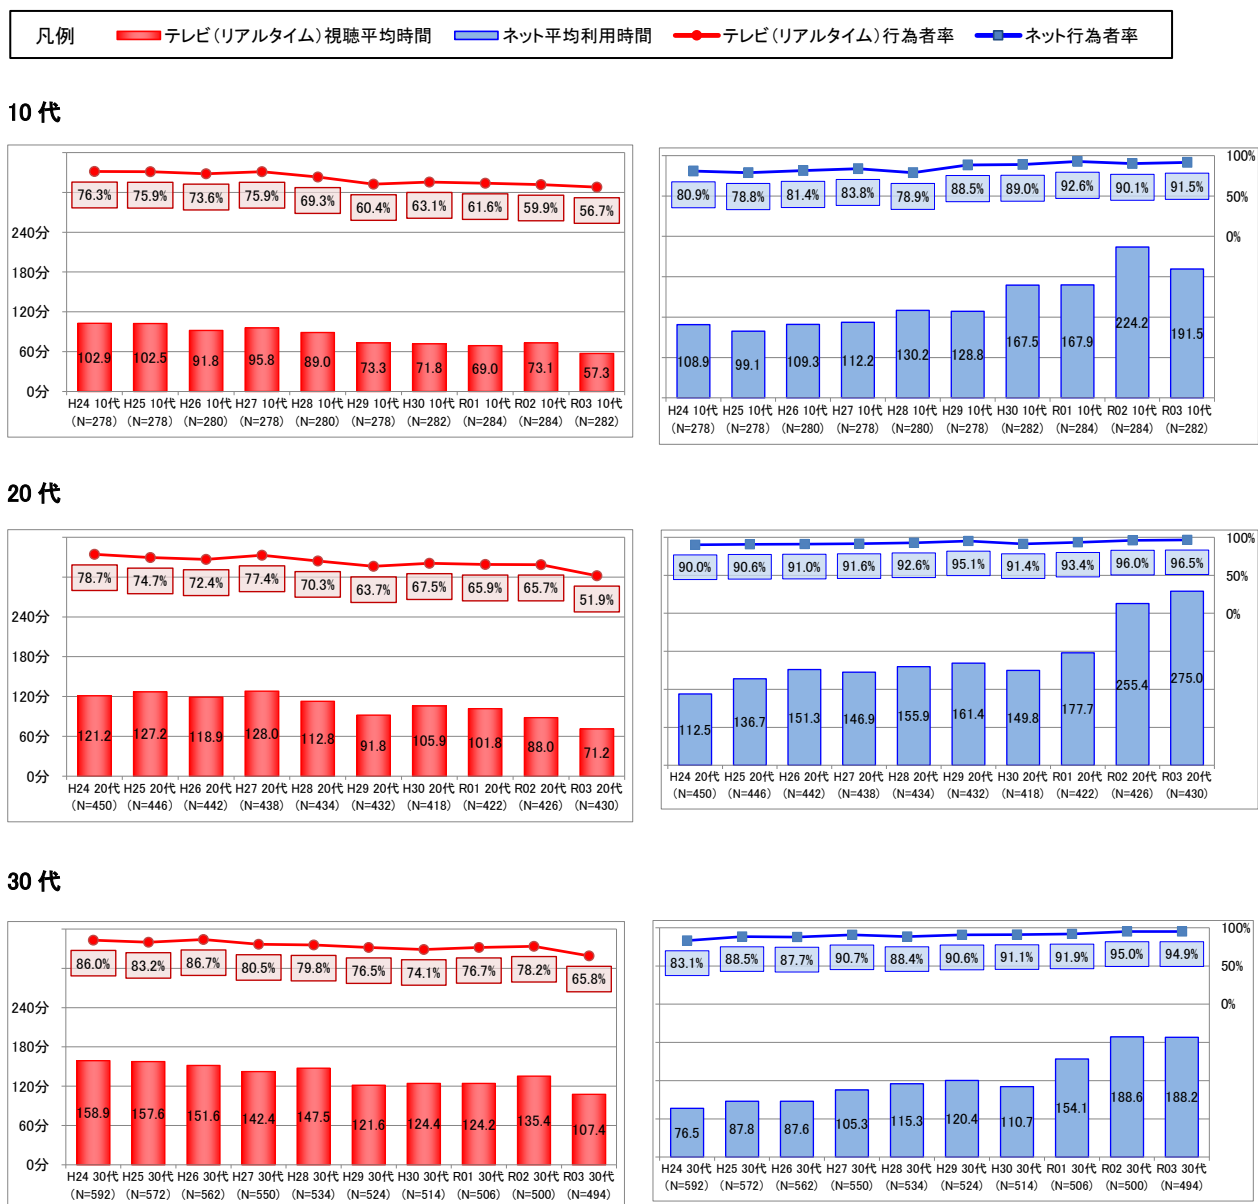 凡例 テレビ(リアルタイム)視聴平均時間 ネット平均利用時間 テレビ(リアルタイム)行為者率 ネット行為者率
10代
76.3% 75.9% 73.6% 75.9% 69.3% 60.4% 63.1% 61.6% 59.9% 56.7%
240分
180分
120分
60分
0分
102.9 102.5 91.8 95.8 89.0 73.3 71.8 69.0 73.1 57.3
H24 10代 H25 10代 H26 10代 H27 10代 H28 10代 H29 10代 H30 10代 R01 10代 R02 10代 R03 10代
(N=278) (N=278) (N=280) (N=278) (N=280) (N=278) (N=282) (N=284) (N=284) (N=282)
100%
50%
0%
80.9% 78.8% 81.4% 83.8% 78.9% 88.5% 89.0% 92.6% 90.1% 91.5%
108.9 99.1 109.3 112.2 130.2 128.8 167.5 167.9 224.2 191.5
H24 10代 H25 10代 H26 10代 H27 10代 H28 10代 H29 10代 H30 10代 R01 10代 R02 10代 R03 10代
(N=278) (N=278) (N=280) (N=278) (N=280) (N=278) (N=282) (N=284) (N=284) (N=282)
20代
78.7% 74.7% 72.4% 77.4% 70.3% 63.7% 67.5% 65.9% 65.7% 51.9%
240分
180分
120分
60分
0分
121.2 127.2 118.9 128.0 112.8 91.8 105.9 101.8 88.0 71.2
H24 20代 H25 20代 H26 20代 H27 20代 H28 20代 H29 20代 H30 20代 R01 20代 R02 20代 R03 20代
(N=450) (N=446) (N=442) (N=438) (N=434) (N=432) (N=418) (N=422) (N=426) (N=430)
100%
50%
0%
90.0% 90.6% 91.0% 91.6% 92.6% 95.1% 91.4% 93.4% 96.0% 96.5%
112.5 136.7 151.3 146.9 155.9 161.4 149.8 177.7 255.4 275.0
H24 20代 H25 20代 H26 20代 H27 20代 H28 20代 H29 20代 H30 20代 R01 20代 R02 20代 R03 20代
(N=450) (N=446) (N=442) (N=438) (N=434) (N=432) (N=418) (N=422) (N=426) (N=430)
30代
86.0% 83.2% 86.7% 80.5% 79.8% 76.5% 74.1% 76.7% 78.2% 65.8%
240分
180分
120分
60分
0分
158.9 157.6 151.6 142.4 147.5 121.6 124.4 124.2 135.4 107.4
H24 30代 H25 30代 H26 30代 H27 30代 H28 30代 H29 30代 H30 30代 R01 30代 R02 30代 R03 30代
(N=592) (N=572) (N=562) (N=550) (N=534) (N=524) (N=514) (N=506) (N=500) (N=494)
100%
50%
0%
83.1% 88.5% 87.7% 90.7% 88.4% 90.6% 91.1% 91.9% 95.0% 94.9%
76.5 87.8 87.6 105.3 115.3 120.4 110.7 154.1 188.6 188.2
H24 30代 H25 30代 H26 30代 H27 30代 H28 30代 H29 30代 H30 30代 R01 30代 R02 30代 R03 30代
(N=592) (N=572) (N=562) (N=550) (N=534) (N=524) (N=514) (N=506) (N=500) (N=494)